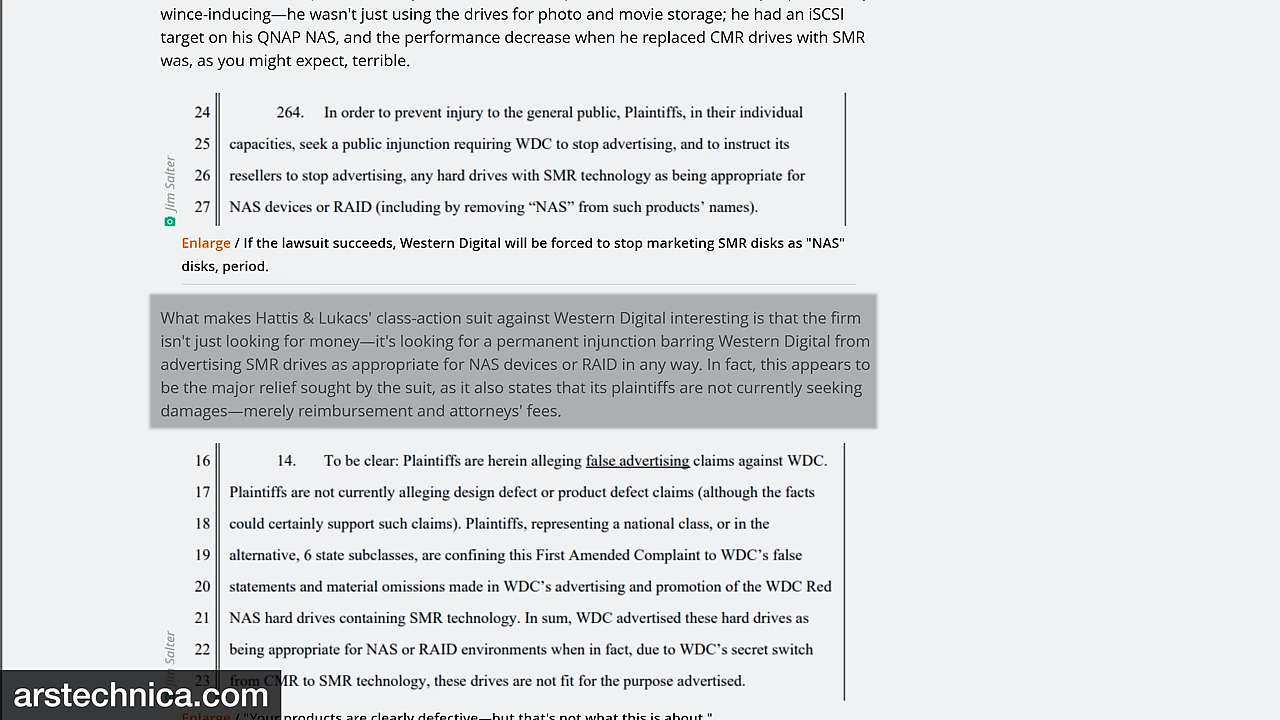 wince-inducing—he wasn't just using the drives for photo and movie storage; he had an iSCSI
target on his QNAP NAS, and the performance decrease when he replaced CMR drives with SMR
was, as you might expect, terrible.
24 264. In order to prevent injury to the general public, Plaintiffs, in their individual
25 capacities, seek a public injunction requiring WDC to stop advertising, and to instruct its
26 resellers to stop advertising, any hard drives with SMR technology as being appropriate for
27 NAS devices or RAID (including by removing “NAS” from such products’ names).
Jim Salter
Enlarge / If the lawsuit succeeds, Western Digital will be forced to stop marketing SMR disks as "NAS"
disks, period.
What makes Hattis & Lukacs' class-action suit against Western Digital interesting is that the firm
isn't just looking for money—it's looking for a permanent injunction barring Western Digital from
advertising SMR drives as appropriate for NAS devices or RAID in any way. In fact, this appears to
be the major relief sought by the suit, as it also states that its plaintiffs are not currently seeking
damages—merely reimbursement and attorneys' fees.
16 14. To be clear: Plaintiffs are herein alleging false advertising claims against WDC.
17 Plaintiffs are not currently alleging design defect or product defect claims (although the facts
18 could certainly support such claims). Plaintiffs, representing a national class, or in the
19 alternative, 6 state subclasses, are confining this First Amended Complaint to WDC’s false
20 statements and material omissions made in WDC’s advertising and promotion of the WDC Red
21 NAS hard drives containing SMR technology. In sum, WDC advertised these hard drives as
22 being appropriate for NAS or RAID environments when in fact, due to WDC’s secret switch
23 from CMR to SMR technology, these drives are not fit for the purpose advertised.
Jim Salter
arstechnica.com
Enlarge / "Your products are clearly defective—but that's not what this is about."